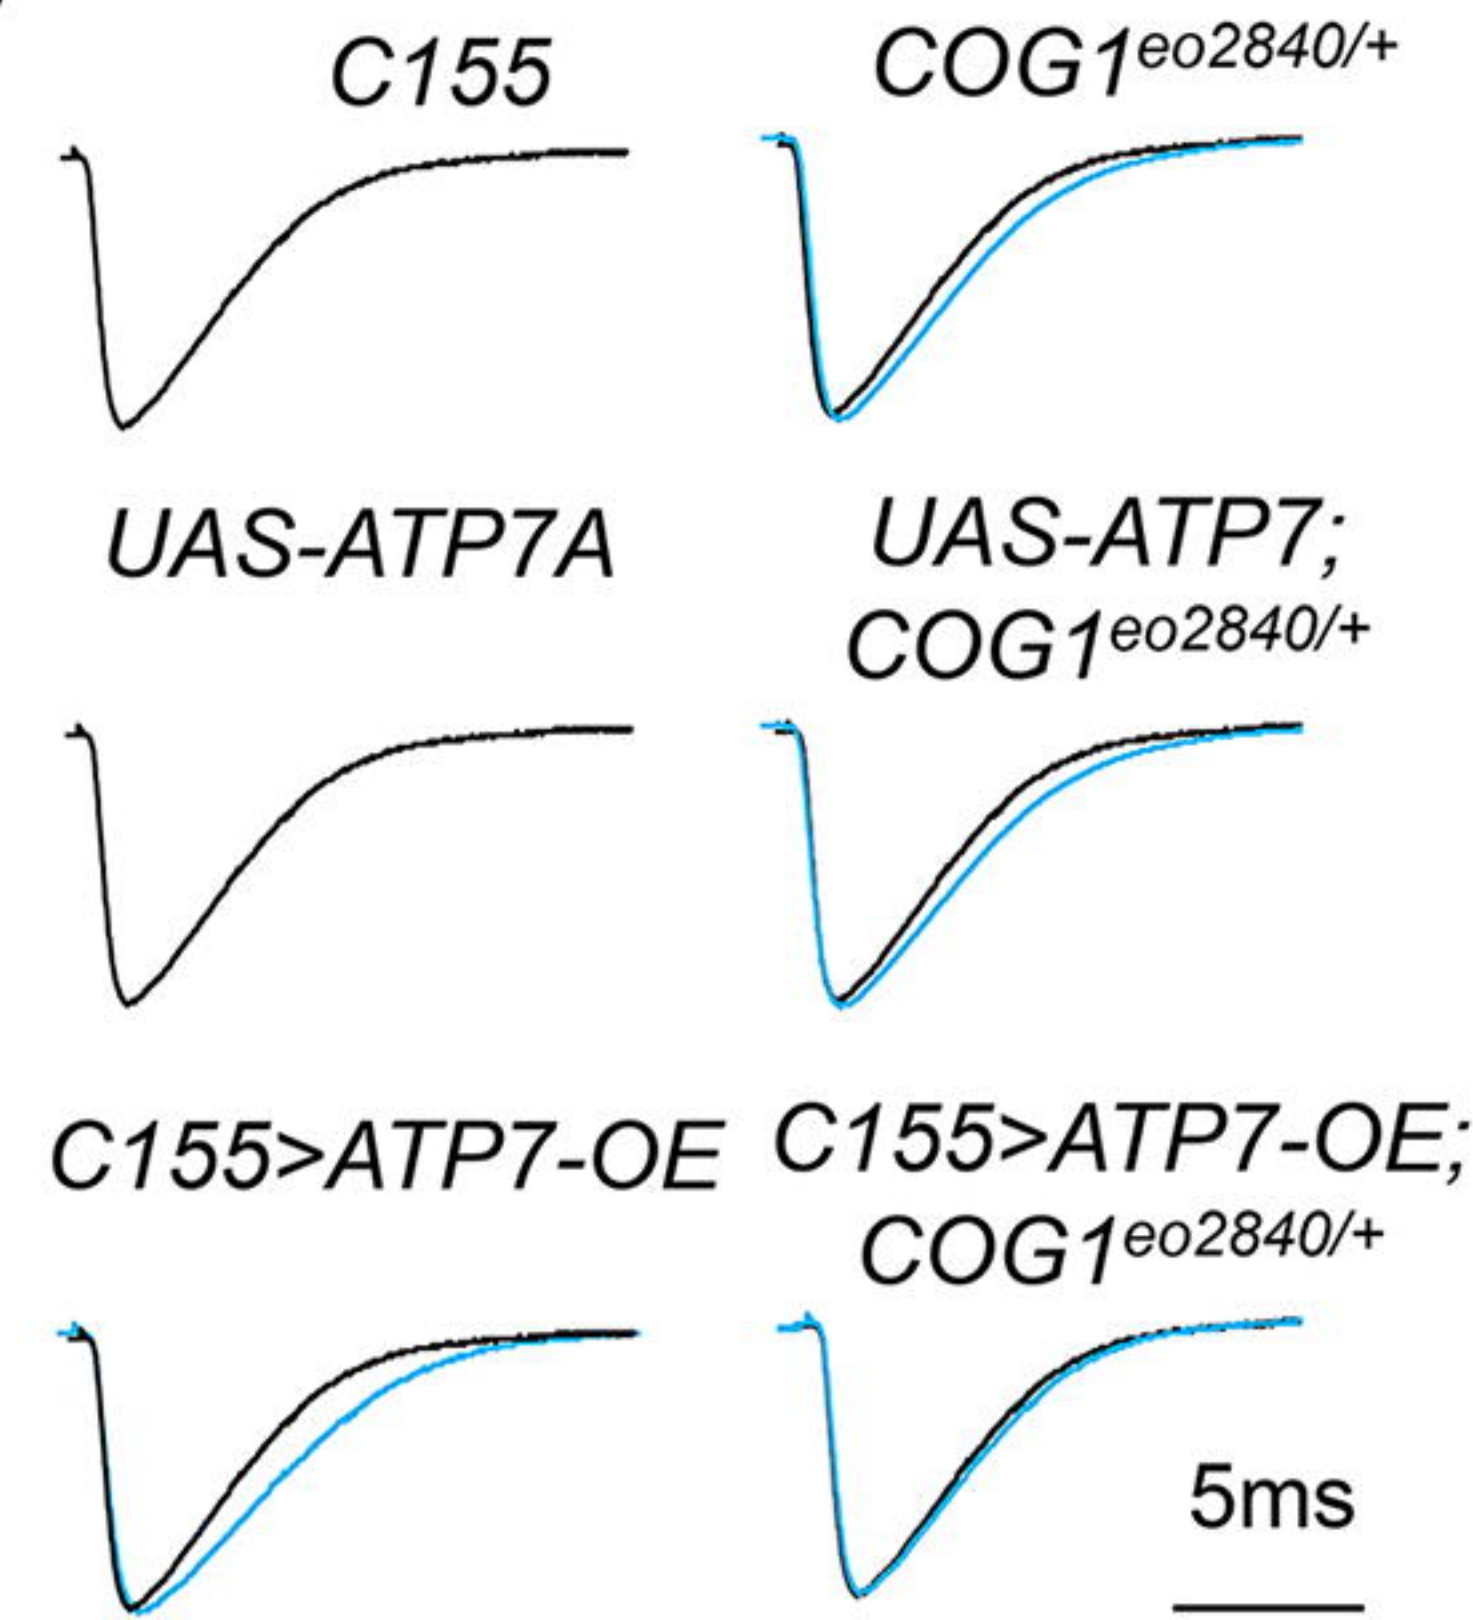 C155
COG1eo2840/+
UAS-ATP7A
UAS-ATP7;
COG1eo2840/+
C155>ATP7-OE
C155>ATP7-OE;
COG1eo2840/+
5ms